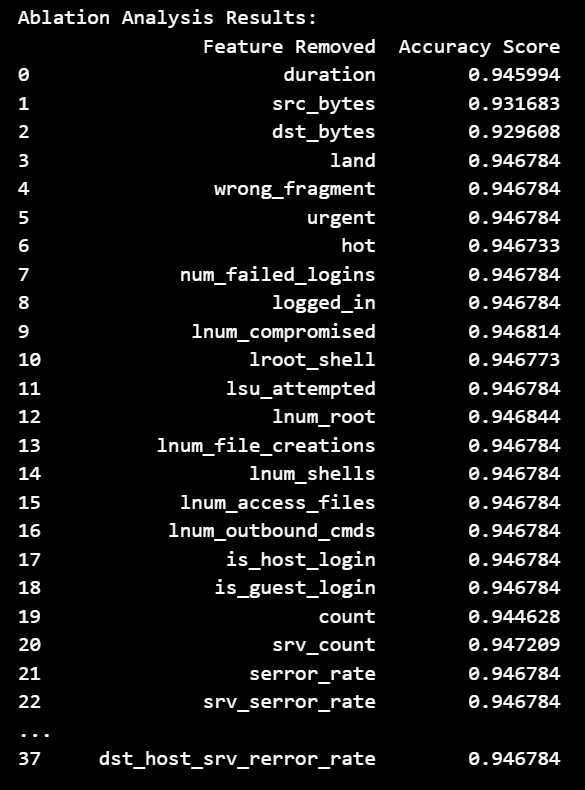 Ablation Analysis Results:
Feature Removed Accuracy Score
0 duration 0.945994
1 src_bytes 0.931683
2 dst_bytes 0.929608
3 land 0.946784
4 wrong_fragment 0.946784
5 urgent 0.946784
6 hot 0.946733
7 num_failed_logins 0.946784
8 logged_in 0.946784
9 lnum_compromised 0.946814
10 lroot_shell 0.946773
11 lsu_attempted 0.946784
12 lnum_root 0.946844
13 lnum_file_creations 0.946784
14 lnum_shells 0.946784
15 lnum_access_files 0.946784
16 lnum_outbound_cmds 0.946784
17 is_host_login 0.946784
18 is_guest_login 0.946784
19 count 0.944628
20 srv_count 0.947209
21 serror_rate 0.946784
22 srv_serror_rate 0.946784
...
37 dst_host_srv_rerror_rate 0.946784